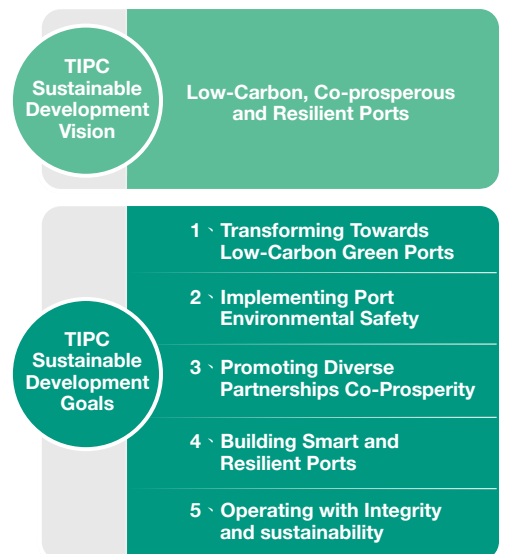 TIPC
Sustainable
Development
Vision
Low-Carbon, Co-prosperous
and Resilient Ports
TIPC
Sustainable
Development
Goals
1、Transforming Towards
Low-Carbon Green Ports
2、Implementing Port
Environmental Safety
3、Promoting Diverse
Partnerships Co-Prosperity
4、Building Smart and
Resilient Ports
5、Operating with Integrity
and sustainability